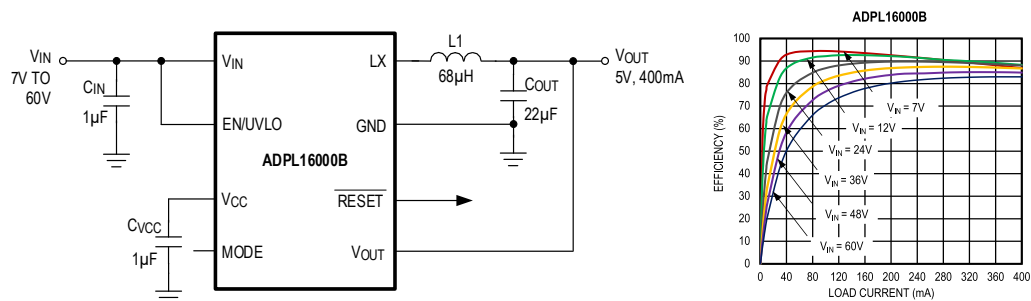 VIN
7V TO
60V
CIN
1µF
VIN
EN/UVLO
ADPL16000B
VCC
MODE
CVCC
1µF
LX
GND
RESET
VOUT
L1
68µH
COUT
22µF
VOUT
5V, 400mA
ADPL16000B
EFFICIENCY (%)
100
90
80
70
60
50
40
30
20
10
0
VIN = 7V
VIN = 12V
VIN = 24V
VIN = 36V
VIN = 48V
VIN = 60V
0 40 80 120 160 200 240 280 320 360 400
LOAD CURRENT (mA)